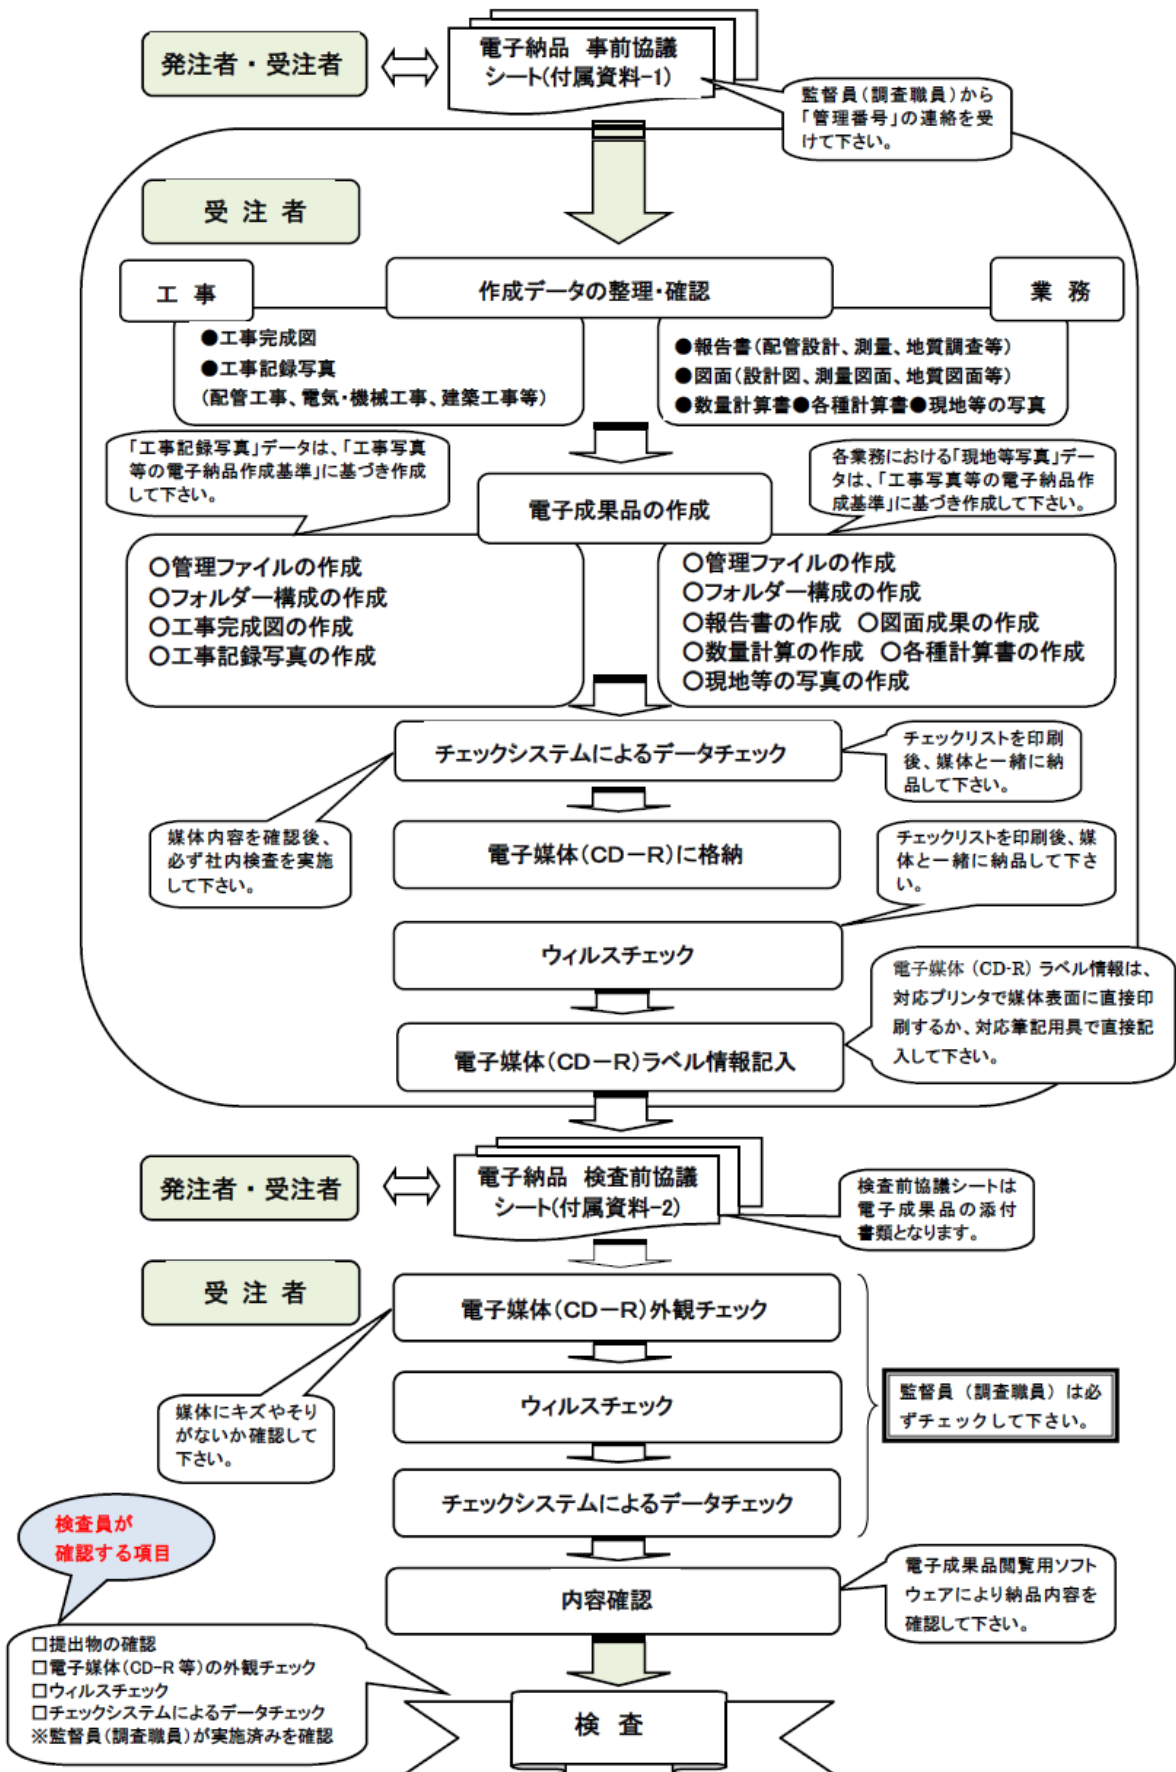 発注者・受注者
電子納品 事前協議
シート(付属資料-1)
監督員(調査職員)から
「管理番号」の連絡を受
けて下さい。
受 注 者
工 事
作成データの整理・確認
業 務
●工事完成図
●工事記録写真
(配管工事、電気・機械工事、建築工事等)
●報告書(配管設計、測量、地質調査等)
●図面(設計図、測量図面、地質図面等)
●数量計算書●各種計算書●現地等の写真
「工事記録写真」データは、「工事写真
等の電子納品作成基準」に基づき作成
して下さい。
各業務における「現地等写真」デー
タは、「工事写真等の電子納品作
成基準」に基づき作成して下さい。
電子成果品の作成
○管理ファイルの作成
○フォルダー構成の作成
○工事完成図の作成
○工事記録写真の作成
○管理ファイルの作成
○フォルダー構成の作成
○報告書の作成 ○図面成果の作成
○数量計算の作成 ○各種計算書の作成
○現地等の写真の作成
チェックシステムによるデータチェック
チェックリストを印刷
後、媒体と一緒に納
品して下さい。
媒体内容を確認後、
必ず社内検査を実施
して下さい。
電子媒体(CD-R)に格納
チェックリストを印刷後、媒
体と一緒に納品して下さ
い。
ウィルスチェック
電子媒体(CD-R)ラベル情報は、
対応プリンタで媒体表面に直接印
刷するか、対応筆記用具で直接記
入して下さい。
電子媒体(CD-R)ラベル情報記入
発注者・受注者
電子納品 検査前協議
シート(付属資料-2)
検査前協議シートは
電子成果品の添付
書類となります。
受 注 者
電子媒体(CD-R)外観チェック
媒体にキズやそり
がないか確認して
下さい。
ウィルスチェック
監督員(調査職員)は必
ずチェックして下さい。
チェックシステムによるデータチェック
検査員が
確認する項目
内容確認
電子成果品閲覧用ソフト
ウェアにより納品内容を
確認して下さい。
□提出物の確認
□電子媒体(CD-R 等)の外観チェック
□ウィルスチェック
□チェックシステムによるデータチェック
※監督員(調査職員)が実施済みを確認
検 査